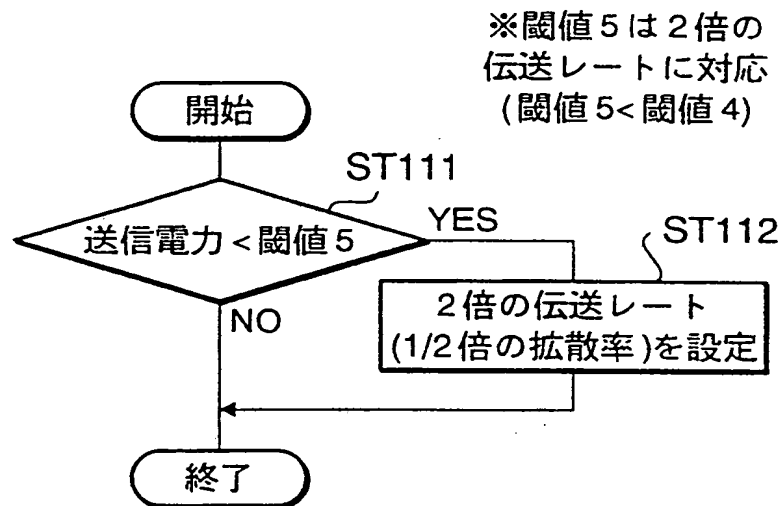 ※閾値5は2倍の
伝送レートに対応
(閾値5<閾値4)
開始
ST111
送信電力<閾値5
YES
ST112
2倍の伝送レート
(1/2倍の拡散率)を設定
NO
終了